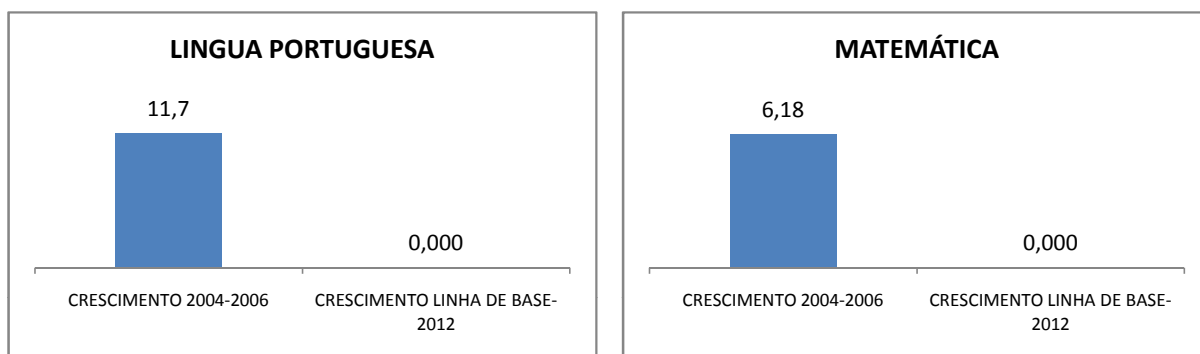 LINGUA PORTUGUESA
11,7
0,000
CRESCIMENTO 2004-2006
CRESCIMENTO LINHA DE BASE-
2012
MATEMÁTICA
6,18
0,000
CRESCIMENTO 2004-2006
CRESCIMENTO LINHA DE BASE-
2012